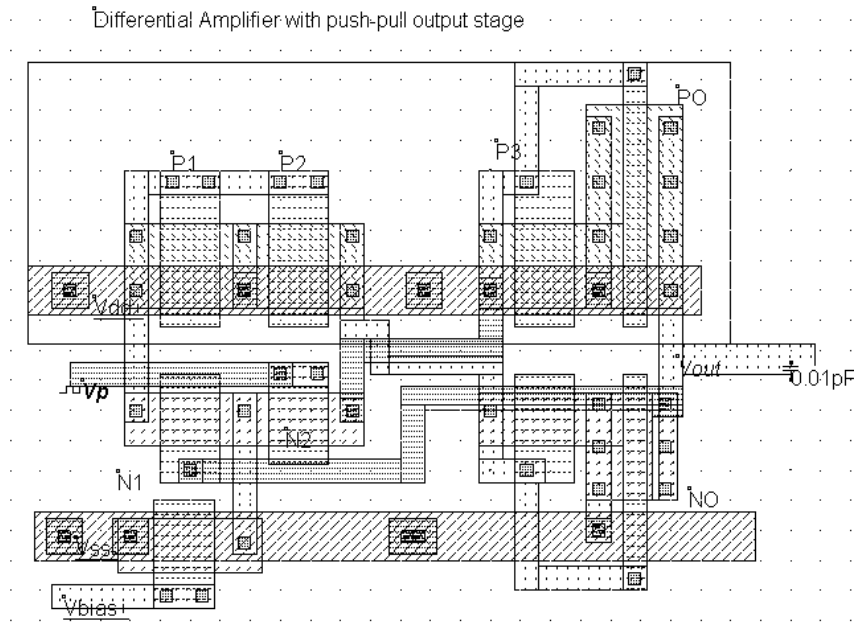 Differential Amplifier with push-pull output stage
PO
P1
P2
P3
Vdd+
Vout
0.01pF
Vp
N2
N1
NO
Vss
Vbias+